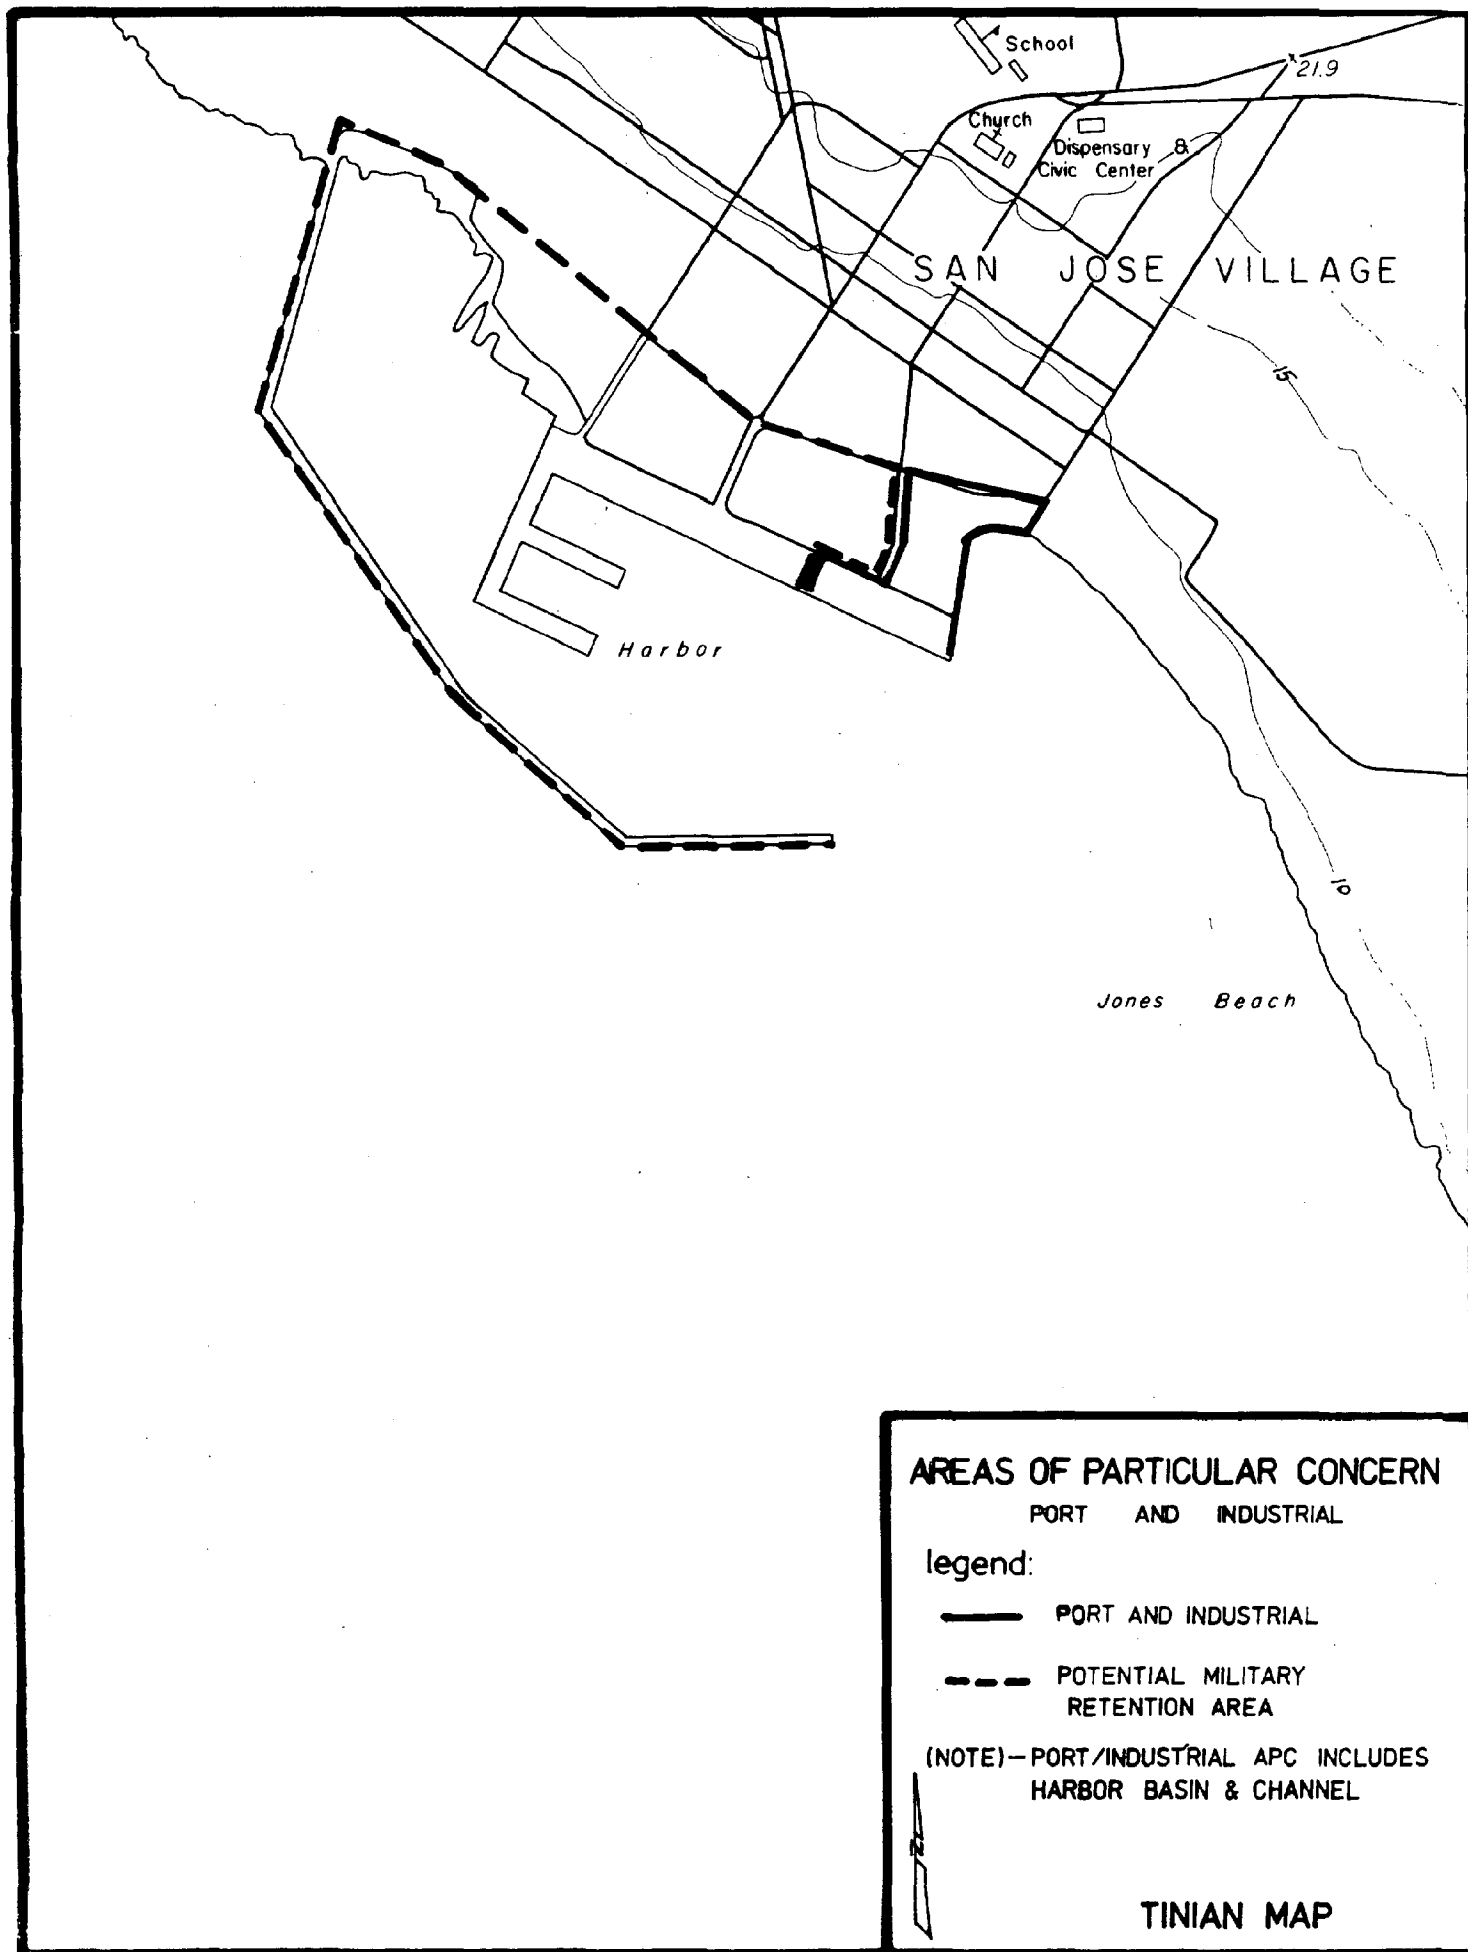 School
21.9
Church
Dispensary &
Civic Center
SAN JOSE VILLAGE
15
Harbor
10
Jones Beach
AREAS OF PARTICULAR CONCERN
PORT AND INDUSTRIAL
legend:
PORT AND INDUSTRIAL
POTENTIAL MILITARY
RETENTION AREA
(NOTE)-PORT/INDUSTRIAL APC INCLUDES
HARBOR BASIN & CHANNEL
N
TINIAN MAP